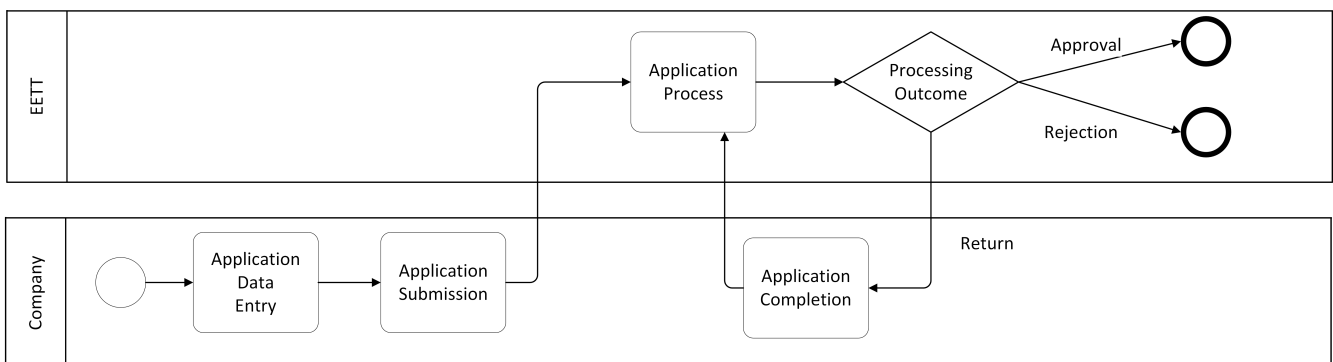 EETT
Application
Process
Processing
Outcome
Approval
Rejection
Company
Application
Data
Entry
Application
Submission
Application
Completion
Return